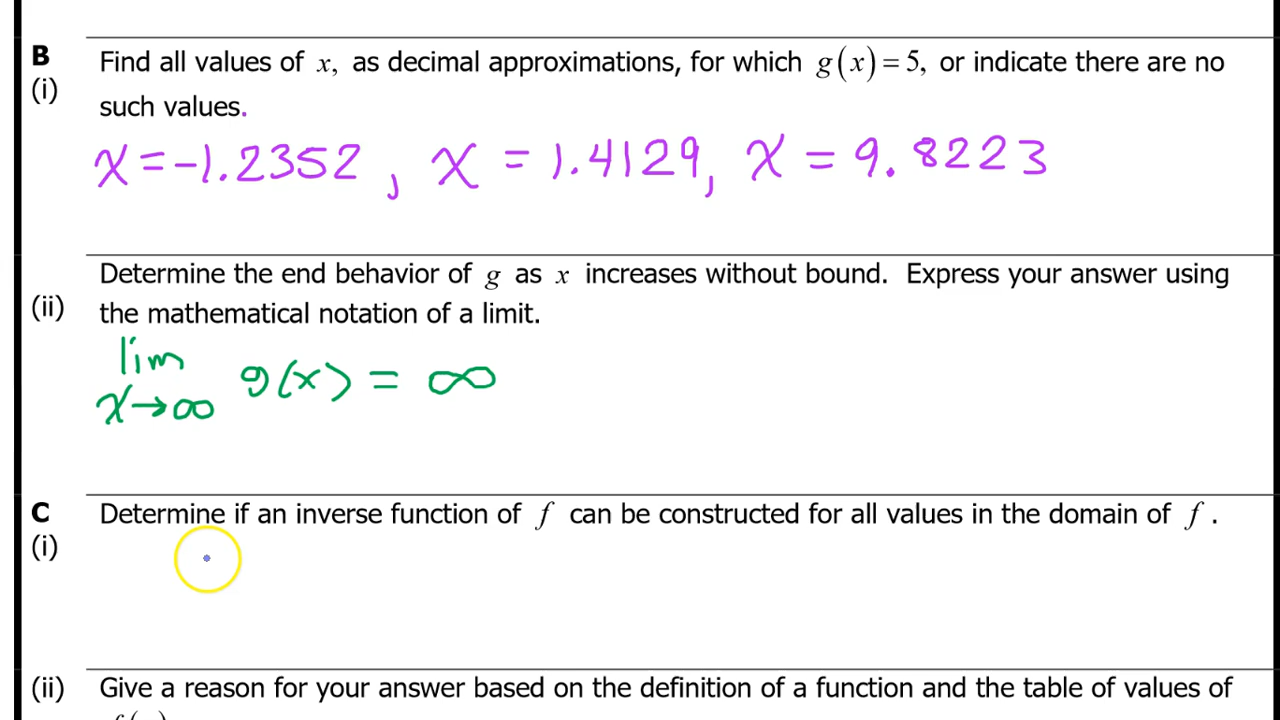 B
(i)
Find all values of x, as decimal approximations, for which g(x) = 5, or indicate there are no
such values.
x = -1.2352 , x = 1.4129, x = 9.8223
(ii)
Determine the end behavior of g as x increases without bound. Express your answer using
the mathematical notation of a limit.
lim
x→∞ g(x) = ∞
C
(i)
Determine if an inverse function of f can be constructed for all values in the domain of f .
(ii) Give a reason for your answer based on the definition of a function and the table of values of